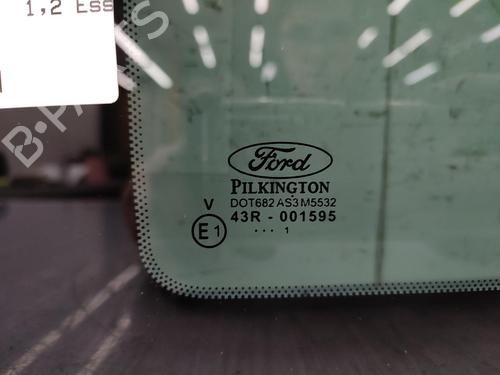 1,2 Ess
B-PARTS
Ford
PILKINGTON
DOT682 AS3 M5532
V
43R - 001595
E1
... 1